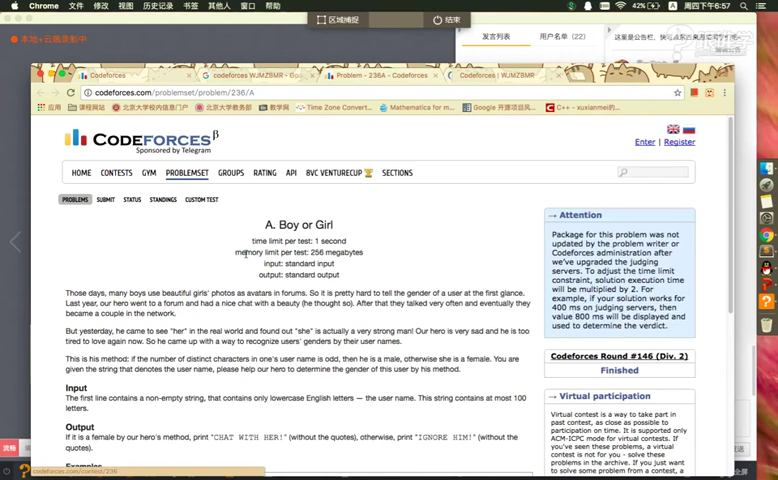 Chrome 文件 修改 视图 历史记录 书签 其他人 窗口 帮助 42% 周四下午6:57
区域捕捉 结束
发言列表 用户名单 (22)
Codeforces
codeforces WJMZBMR - Go
Problem - 236A - Codeforces
Codeforces | WJMZBMR -
codeforces.com/problemset/problem/236/A
应用 课程网站 北京大学校内信息门户 北京大学教务部 教学网 Time Zone Convert... Mathematica for m... Google 开源项目风... C++ - xuxianmei的...
CODEFORCES β
Sponsored by Telegram
Enter | Register
HOME CONTESTS GYM PROBLEMSET GROUPS RATING API 8VC VENTURECUP SECTIONS
PROBLEMS SUBMIT STATUS STANDINGS CUSTOM TEST
A. Boy or Girl
time limit per test: 1 second
memory limit per test: 256 megabytes
input: standard input
output: standard output
Those days, many boys use beautiful girls' photos as avatars in forums. So it is pretty hard to tell the gender of a user at the first glance.
Last year, our hero went to a forum and had a nice chat with a beauty (he thought so). After that they talked very often and eventually they
became a couple in the network.
But yesterday, he came to see "her" in the real world and found out "she" is actually a very strong man! Our hero is very sad and he is too
tired to love again now. So he came up with a way to recognize users' genders by their user names.
This is his method: if the number of distinct characters in one's user name is odd, then he is a male, otherwise she is a female. You are
given the string that denotes the user name, please help our hero to determine the gender of this user by his method.
Input
The first line contains a non-empty string, that contains only lowercase English letters — the user name. This string contains at most 100
letters.
Output
If it is a female by our hero's method, print "CHAT WITH HER!" (without the quotes), otherwise, print "IGNORE HIM!" (without the
quotes).
Examples
→ Attention
Package for this problem was not
updated by the problem writer or
Codeforces administration after
we've upgraded the judging
servers. To adjust the time limit
constraint, solution execution time
will be multiplied by 2. For
example, if your solution works for
400 ms on judging servers, then
value 800 ms will be displayed and
used to determine the verdict.
Codeforces Round #146 (Div. 2)
Finished
→ Virtual participation
Virtual contest is a way to take part in
past contest, as close as possible to
participation on time. It is supported only
ACM-ICPC mode for virtual contests. If
you've seen these problems, a virtual
contest is not for you - solve these
problems in the archive. If you just want
to solve some problem from a contest, a
codeforces.com/contest/236